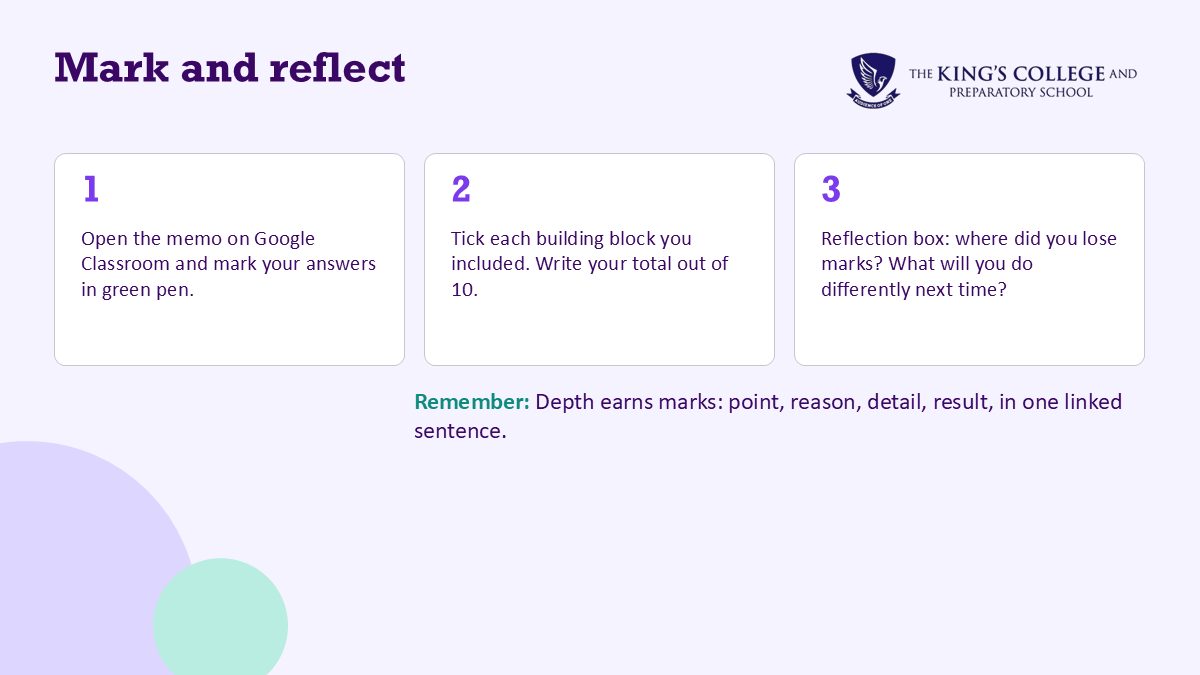 Mark and reflect
THE KING'S COLLEGE AND
PREPARATORY SCHOOL
AUDIENCE OF ONE
1
Open the memo on Google
Classroom and mark your answers
in green pen.
2
Tick each building block you
included. Write your total out of
10.
3
Reflection box: where did you lose
marks? What will you do
differently next time?
Remember: Depth earns marks: point, reason, detail, result, in one linked
sentence.